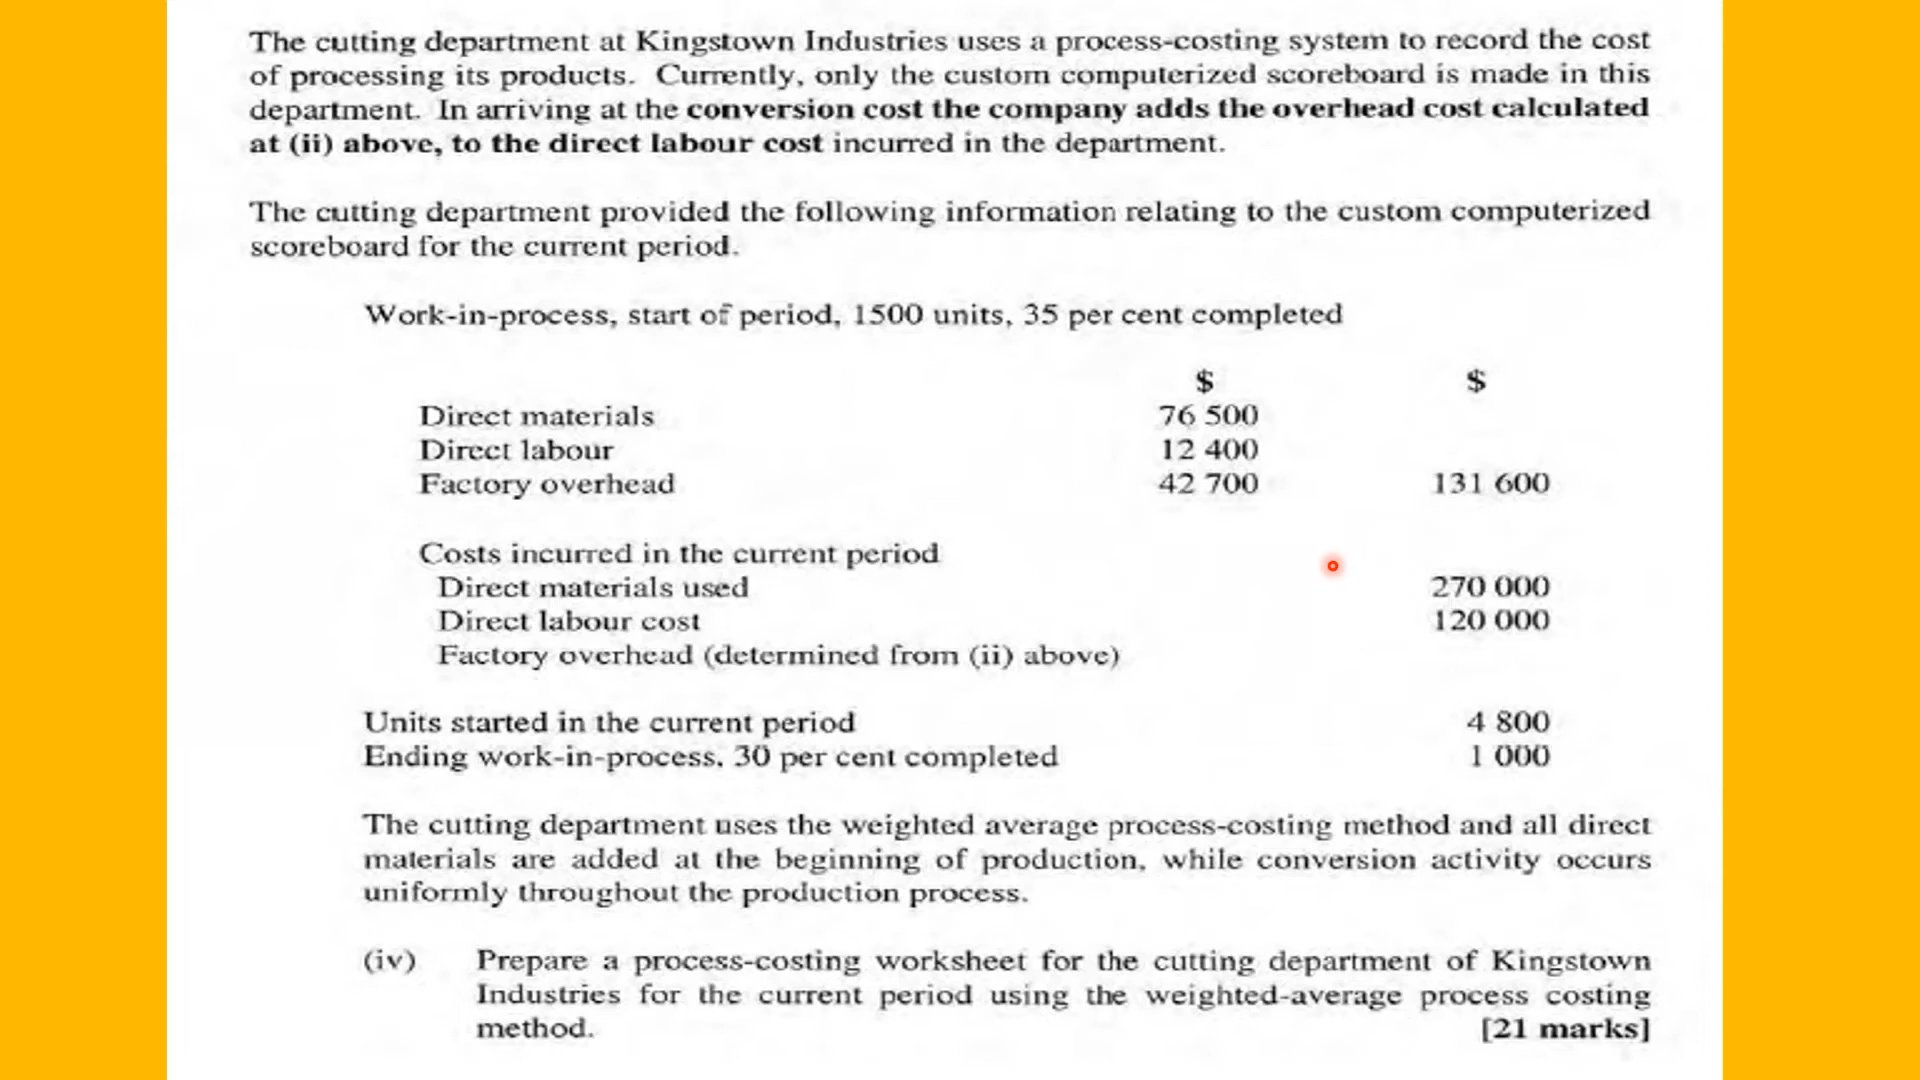 The cutting department at Kingstown Industries uses a process-costing system to record the cost
of processing its products. Currently, only the custom computerized scoreboard is made in this
department. In arriving at the conversion cost the company adds the overhead cost calculated
at (ii) above, to the direct labour cost incurred in the department.
The cutting department provided the following information relating to the custom computerized
scoreboard for the current period.
Work-in-process, start of period, 1500 units, 35 per cent completed
$ $
Direct materials 76 500
Direct labour 12 400
Factory overhead 42 700 131 600
Costs incurred in the current period
Direct materials used 270 000
Direct labour cost 120 000
Factory overhead (determined from (ii) above)
Units started in the current period 4 800
Ending work-in-process, 30 per cent completed 1 000
The cutting department uses the weighted average process-costing method and all direct
materials are added at the beginning of production, while conversion activity occurs
uniformly throughout the production process.
(iv) Prepare a process-costing worksheet for the cutting department of Kingstown
Industries for the current period using the weighted-average process costing
method. [21 marks]